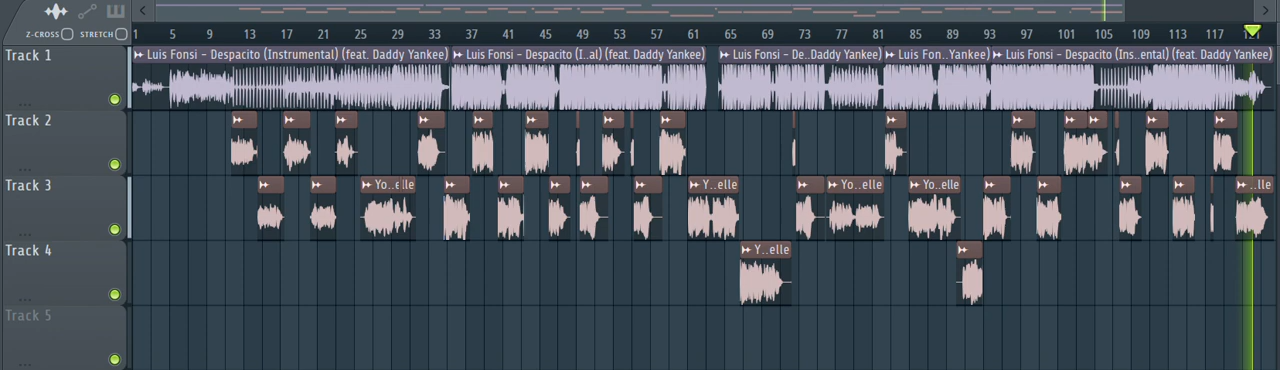 Z-CROSS STRETCH 1 5 9 13 17 21 25 29 33 37 41 45 49 53 57 61 65 69 73 77 81 85 89 93 97 101 105 109 113 117
Track 1 Luis Fonsi - Despacito (Instrumental) (feat. Daddy Yankee) Luis Fonsi - Despacito (I..al) (feat. Daddy Yankee) Luis Fonsi - De..Daddy Yankee) Luis Fon..Yankee) Luis Fonsi - Despacito (Ins..ental) (feat. Daddy Yankee)
Track 2
Track 3 Yo..elle Y..elle Yo..elle Yo..elle ..lle
Track 4 Y..elle
Track 5